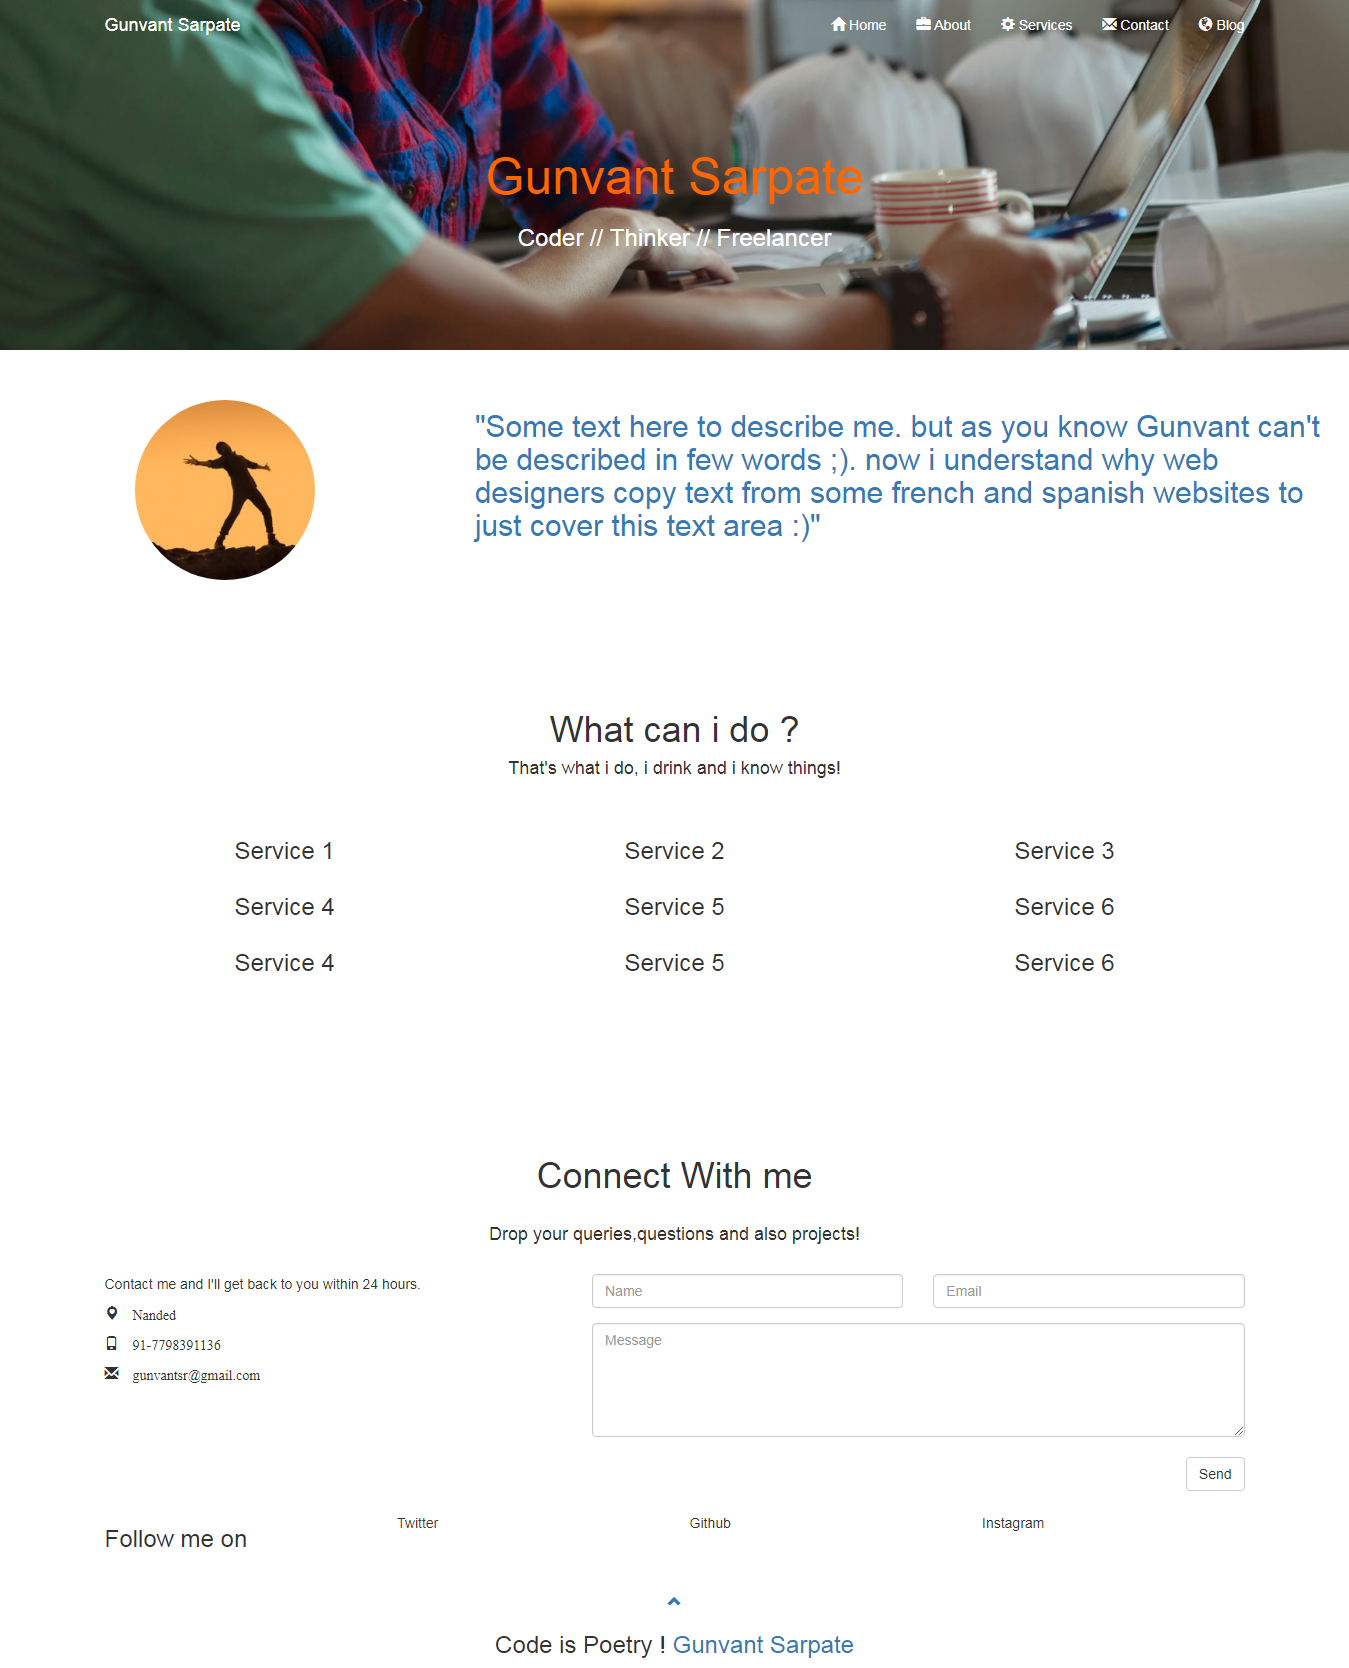 Gunvant Sarpate
Home About Services Contact Blog
Gunvant Sarpate
Coder // Thinker // Freelancer
"Some text here to describe me. but as you know Gunvant can't
be described in few words ;). now i understand why web
designers copy text from some french and spanish websites to
just cover this text area :)"
What can i do ?
That's what i do, i drink and i know things!
Service 1 Service 2 Service 3
Service 4 Service 5 Service 6
Service 4 Service 5 Service 6
Connect With me
Drop your queries,questions and also projects!
Contact me and I'll get back to you within 24 hours.
Nanded
91-7798391136
gunvantsr@gmail.com
Name Email
Message
Send
Follow me on
Twitter Github Instagram
Code is Poetry ! Gunvant Sarpate